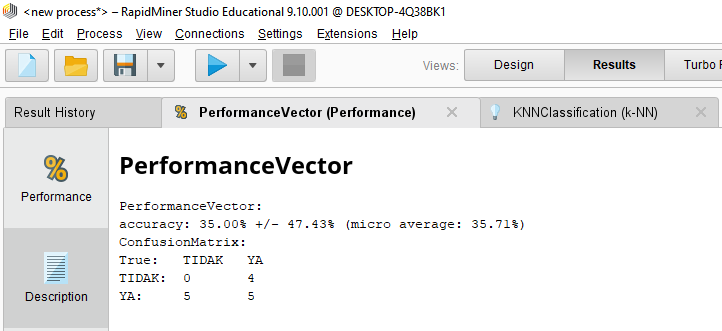 <new process*> – RapidMiner Studio Educational 9.10.001 @ DESKTOP-4Q38BK1
File Edit Process View Connections Settings Extensions Help
Views: Design Results Turbo P
Result History % PerformanceVector (Performance) KNNClassification (k-NN)
%
Performance
Description
PerformanceVector
PerformanceVector:
accuracy: 35.00% +/- 47.43% (micro average: 35.71%)
ConfusionMatrix:
True: TIDAK YA
TIDAK: 0 4
YA: 5 5